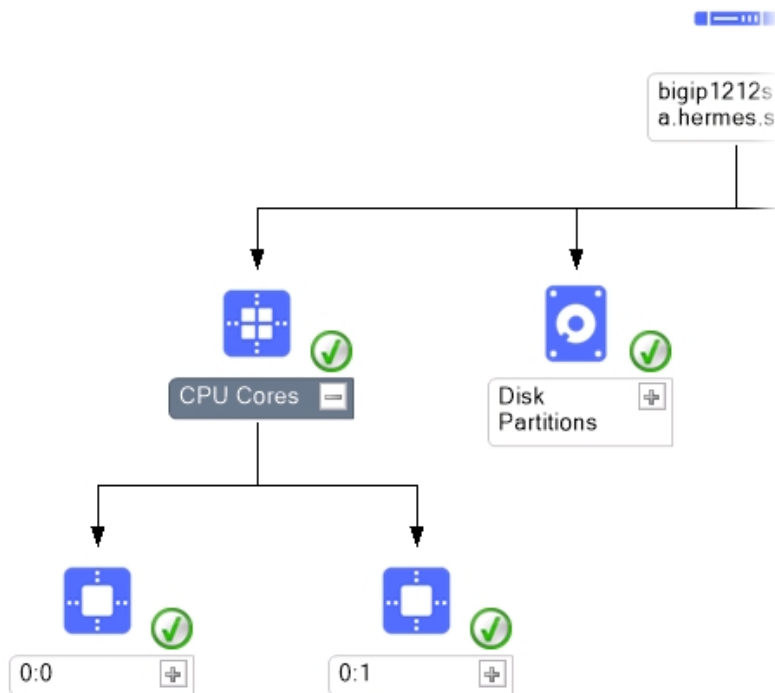 bigip1212s
a.hermes.s
CPU Cores
Disk
Partitions
0:0
0:1